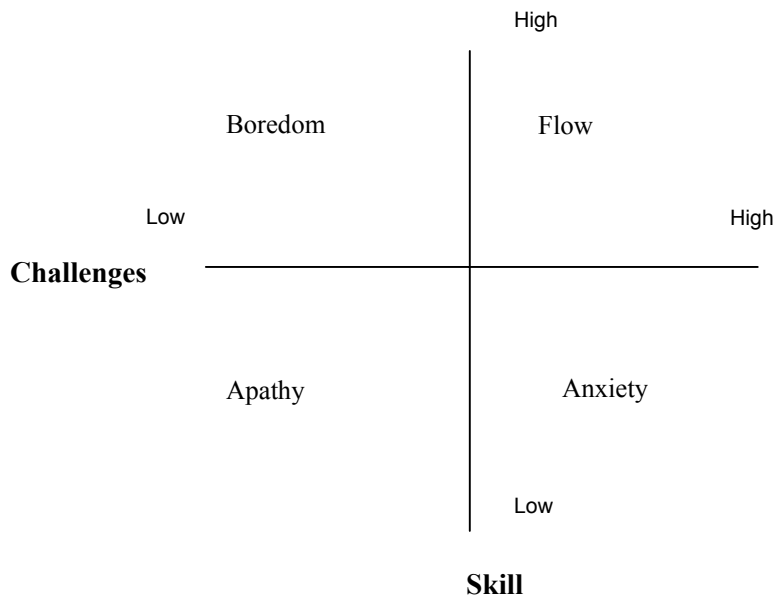 High
Boredom
Flow
Low
High
Challenges
Apathy
Anxiety
Low
Skill